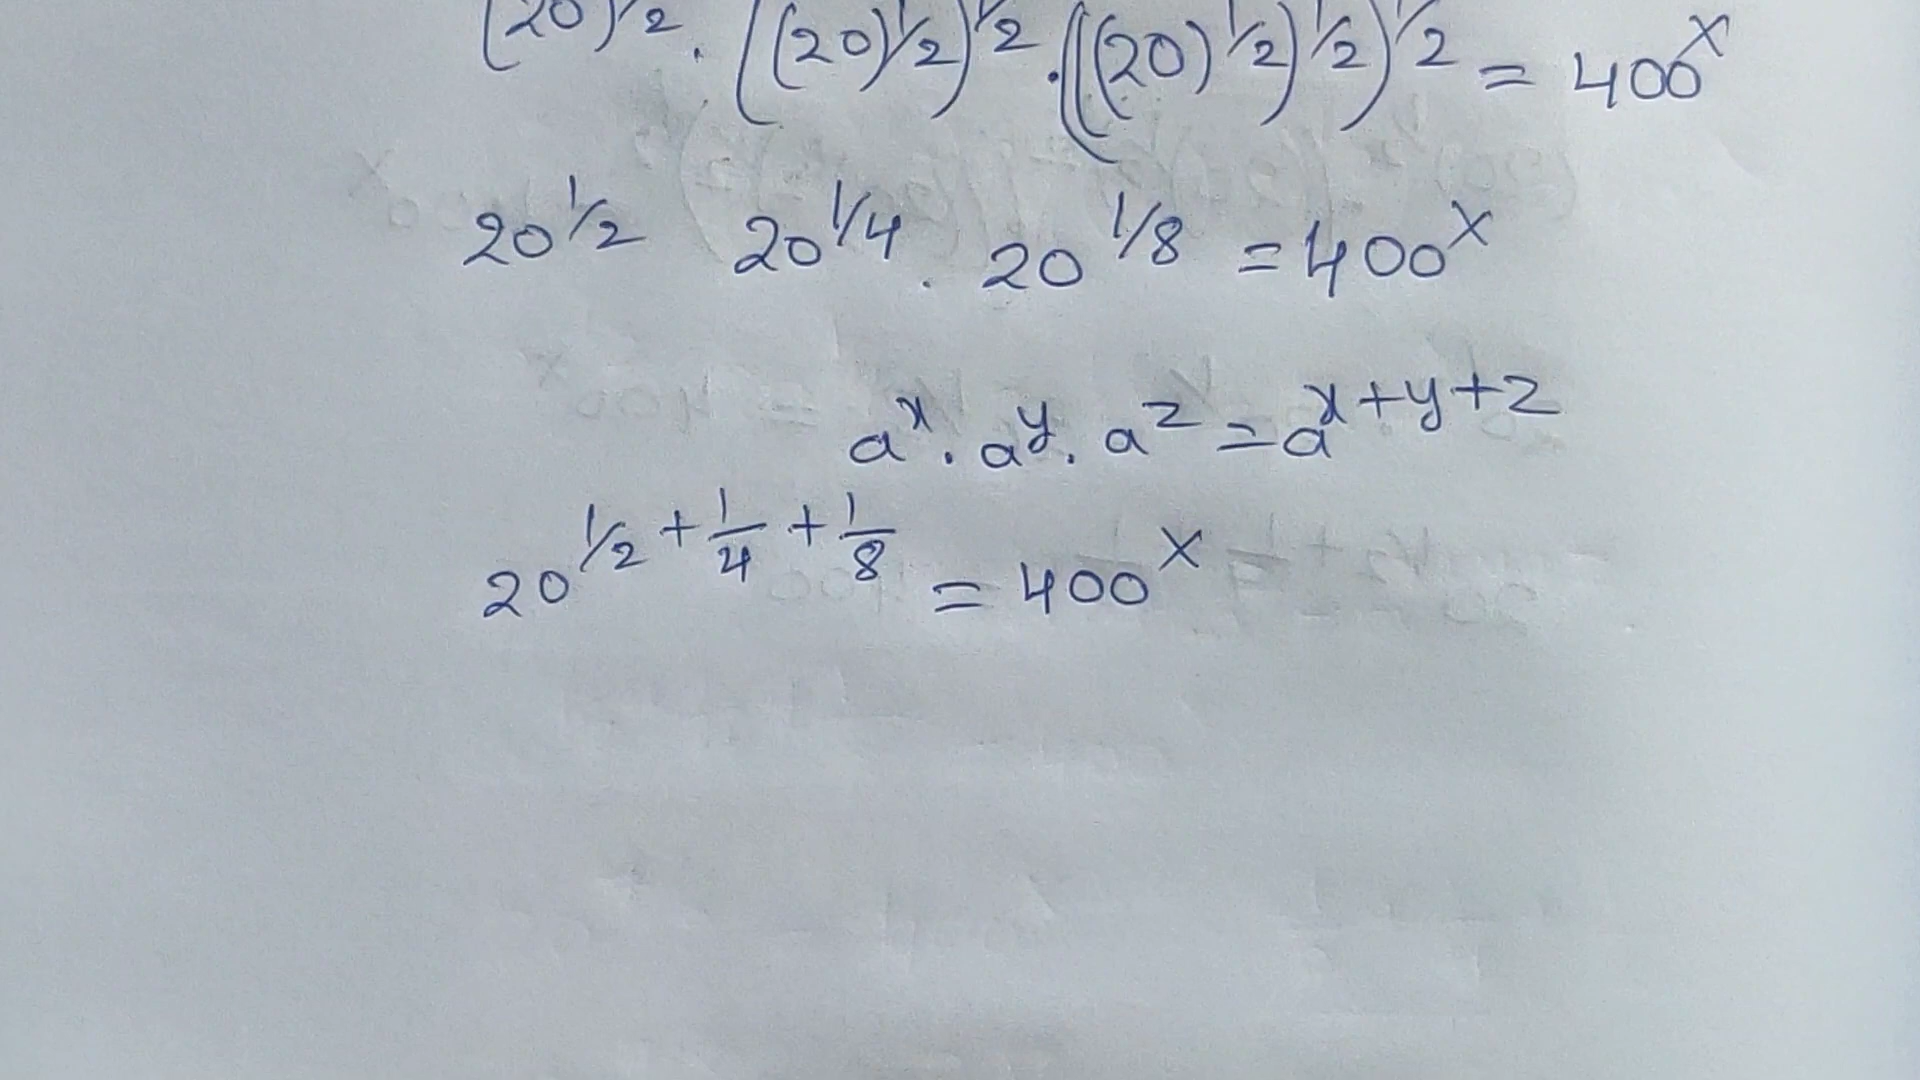 (20)^1/2 . ((20)^1/2)^1/2 . (((20)^1/2)^1/2)^1/2 = 400^x
20^1/2 20^1/4 . 20^1/8 = 400^x
a^x . a^y . a^z = a^x+y+z
20^1/2 + 1/4 + 1/8 = 400^x